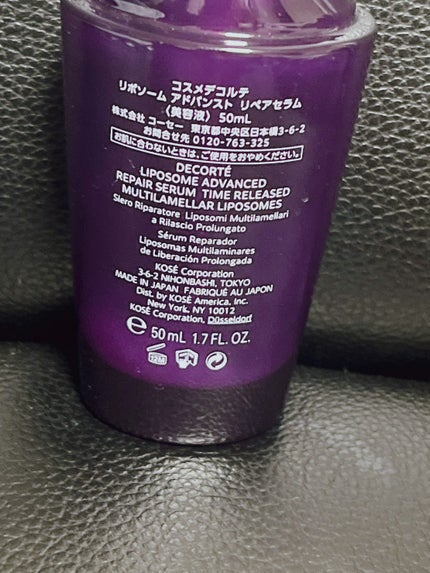 コスメデコルテ
リポソーム アドバンスト リペアセラム
〈美容液〉 50mL
株式会社 コーセー 東京都中央区日本橋3-6-2
お問合せ先 0120-763-325
お肌に合わないときは、ご使用をおやめください。
DECORTÉ
LIPOSOME ADVANCED
REPAIR SERUM TIME RELEASED
MULTILAMELLAR LIPOSOMES
Siero Riparatore Liposomi Multilamellari
a Rilascio Prolungato
Sérum Reparador
Liposomas Multilaminares
de Liberación Prolongada
KOSÉ Corporation
3-6-2 NIHONBASHI, TOKYO
MADE IN JAPAN FABRIQUÉ AU JAPON
Dist. by KOSÉ America, Inc.
New York, NY 10012
KOSÉ Corporation, Düsseldorf
e 50mL 1.7 FL. OZ.
12M